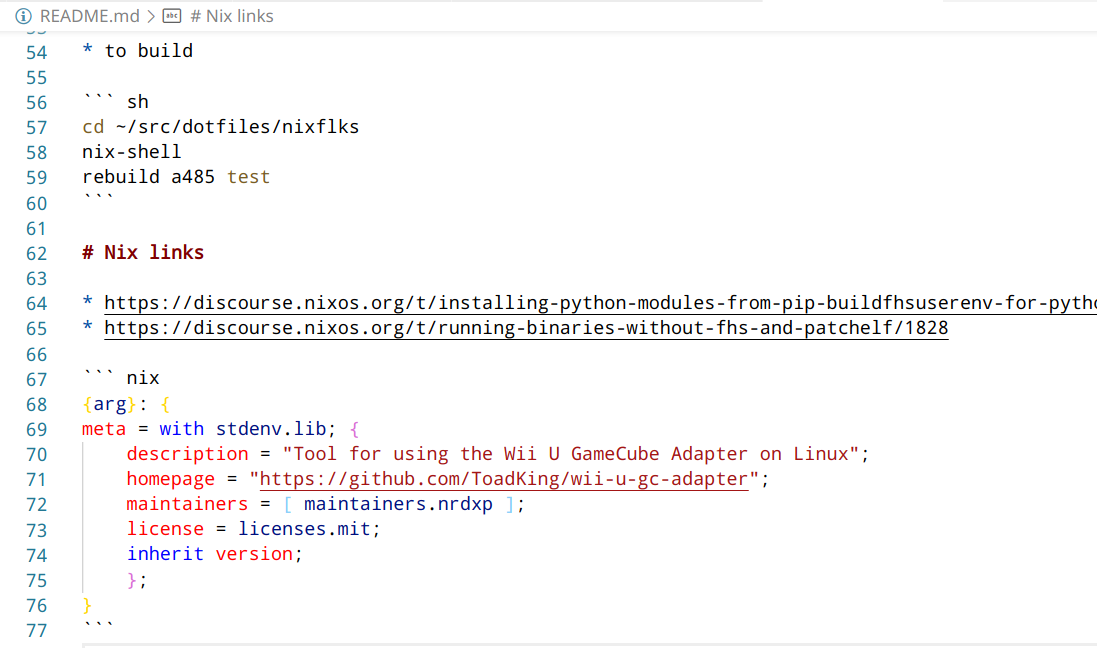 README.md > abc # Nix links
53
54 * to build
55
56 ``` sh
57 cd ~/src/dotfiles/nixflks
58 nix-shell
59 rebuild a485 test
60 ```
61
62 # Nix links
63
64 * https://discourse.nixos.org/t/installing-python-modules-from-pip-buildfhsuserenv-for-pytho
65 * https://discourse.nixos.org/t/running-binaries-without-fhs-and-patchelf/1828
66
67 ``` nix
68 {arg}: {
69 meta = with stdenv.lib; {
70     description = "Tool for using the Wii U GameCube Adapter on Linux";
71     homepage = "https://github.com/ToadKing/wii-u-gc-adapter";
72     maintainers = [ maintainers.nrdxp ];
73     license = licenses.mit;
74     inherit version;
75     };
76 }
77 ```